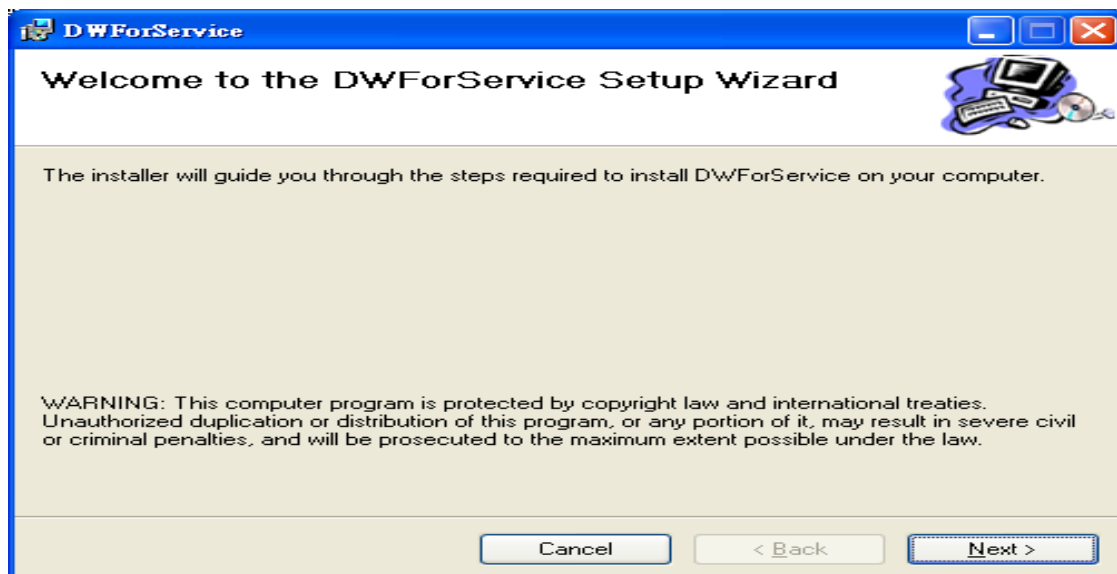 DWForService
Welcome to the DWForService Setup Wizard
The installer will guide you through the steps required to install DWForService on your computer.
WARNING: This computer program is protected by copyright law and international treaties.
Unauthorized duplication or distribution of this program, or any portion of it, may result in severe civil
or criminal penalties, and will be prosecuted to the maximum extent possible under the law.
Cancel
< Back
Next >